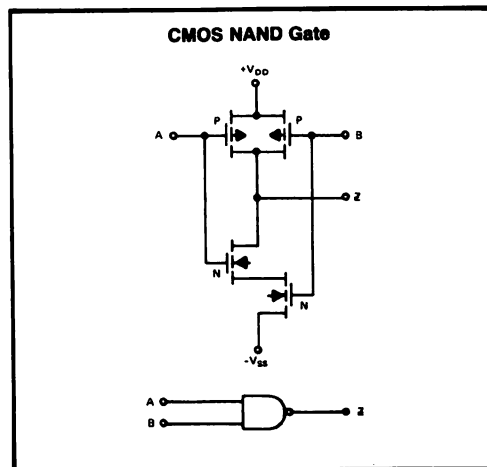 CMOS NAND Gate
+VDD
P P
A B
Z
N
N
-VSS
A
B Z